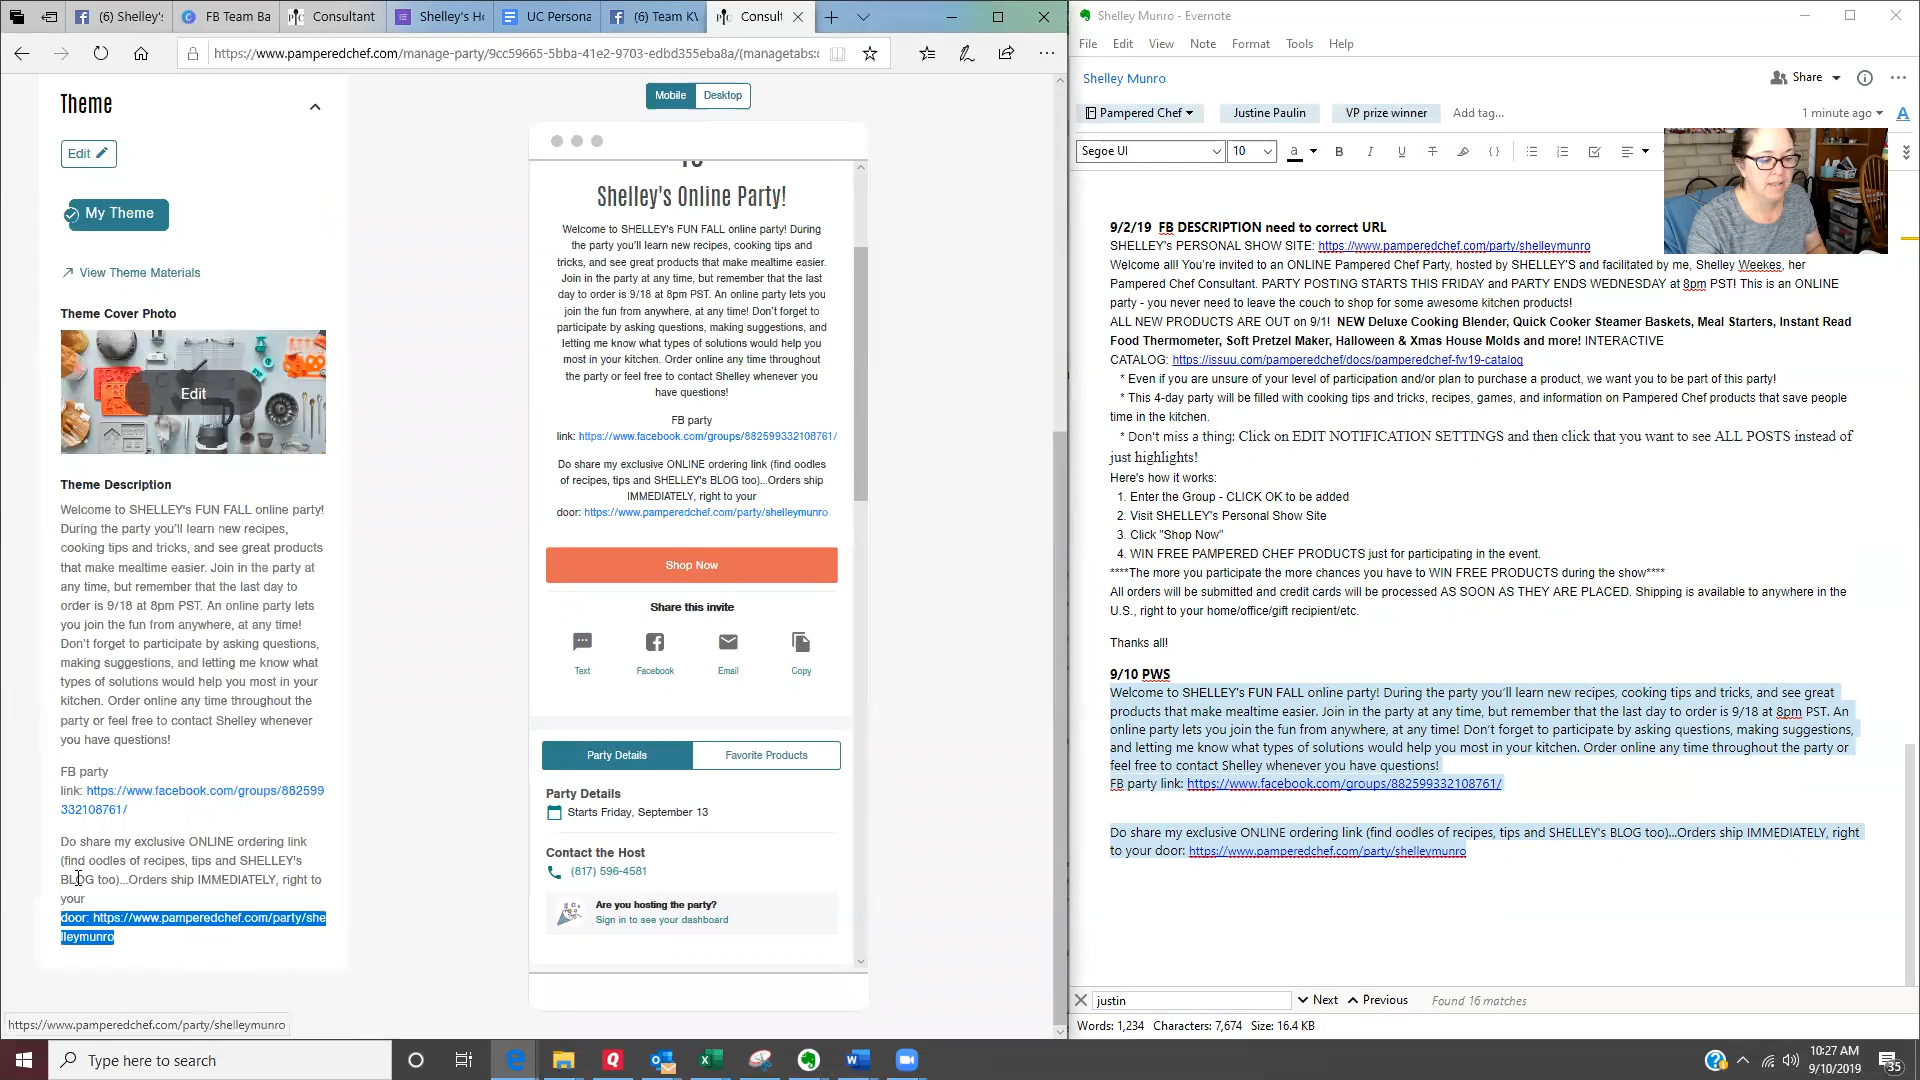 (6) Shelley's
FB Team Ba
Consultant
Shelley's Ho
UC Persona
(6) Team KV
Consult
https://www.pamperedchef.com/manage-party/9cc59665-5bba-41e2-9703-edbd355eba8a/(managetabs:c
Theme
Edit
My Theme
View Theme Materials
Theme Cover Photo
Edit
Theme Description
Welcome to SHELLEY's FUN FALL online party!
During the party you'll learn new recipes,
cooking tips and tricks, and see great products
that make mealtime easier. Join in the party at
any time, but remember that the last day to
order is 9/18 at 8pm PST. An online party lets
you join the fun from anywhere, at any time!
Don't forget to participate by asking questions,
making suggestions, and letting me know what
types of solutions would help you most in your
kitchen. Order online any time throughout the
party or feel free to contact Shelley whenever
you have questions!
FB party
link: https://www.facebook.com/groups/882599
332108761/
Do share my exclusive ONLINE ordering link
(find oodles of recipes, tips and SHELLEY's
BLOG too)...Orders ship IMMEDIATELY, right to
your
door: https://www.pamperedchef.com/party/she
lleymunro
https://www.pamperedchef.com/party/shelleymunro
Mobile
Desktop
Shelley's Online Party!
Welcome to SHELLEY's FUN FALL online party! During
the party you'll learn new recipes, cooking tips and
tricks, and see great products that make mealtime easier.
Join in the party at any time, but remember that the last
day to order is 9/18 at 8pm PST. An online party lets you
join the fun from anywhere, at any time! Don't forget to
participate by asking questions, making suggestions, and
letting me know what types of solutions would help you
most in your kitchen. Order online any time throughout
the party or feel free to contact Shelley whenever you
have questions!
FB party
link: https://www.facebook.com/groups/882599332108761/
Do share my exclusive ONLINE ordering link (find oodles
of recipes, tips and SHELLEY's BLOG too)...Orders ship
IMMEDIATELY, right to your
door: https://www.pamperedchef.com/party/shelleymunro
Shop Now
Share this invite
Text
Facebook
Email
Copy
Party Details
Favorite Products
Party Details
Starts Friday, September 13
Contact the Host
(817) 596-4581
Are you hosting the party?
Sign in to see your dashboard
Shelley Munro - Evernote
File Edit View Note Format Tools Help
Shelley Munro
Share
Pampered Chef
Justine Paulin
VP prize winner
Add tag...
1 minute ago
Segoe UI
10
9/2/19 FB DESCRIPTION need to correct URL
SHELLEY's PERSONAL SHOW SITE: https://www.pamperedchef.com/party/shelleymunro
Welcome all! You're invited to an ONLINE Pampered Chef Party, hosted by SHELLEY'S and facilitated by me, Shelley Weekes, her
Pampered Chef Consultant. PARTY POSTING STARTS THIS FRIDAY and PARTY ENDS WEDNESDAY at 8pm PST! This is an ONLINE
party - you never need to leave the couch to shop for some awesome kitchen products!
ALL NEW PRODUCTS ARE OUT on 9/1! NEW Deluxe Cooking Blender, Quick Cooker Steamer Baskets, Meal Starters, Instant Read
Food Thermometer, Soft Pretzel Maker, Halloween & Xmas House Molds and more! INTERACTIVE
CATALOG: https://issuu.com/pamperedchef/docs/pamperedchef-fw19-catalog
* Even if you are unsure of your level of participation and/or plan to purchase a product, we want you to be part of this party!
* This 4-day party will be filled with cooking tips and tricks, recipes, games, and information on Pampered Chef products that save people
time in the kitchen.
* Don't miss a thing: Click on EDIT NOTIFICATION SETTINGS and then click that you want to see ALL POSTS instead of
just highlights!
Here's how it works:
1. Enter the Group - CLICK OK to be added
2. Visit SHELLEY's Personal Show Site
3. Click "Shop Now"
4. WIN FREE PAMPERED CHEF PRODUCTS just for participating in the event.
****The more you participate the more chances you have to WIN FREE PRODUCTS during the show****
All orders will be submitted and credit cards will be processed AS SOON AS THEY ARE PLACED. Shipping is available to anywhere in the
U.S., right to your home/office/gift recipient/etc.
Thanks all!
9/10 PWS
Welcome to SHELLEY's FUN FALL online party! During the party you'll learn new recipes, cooking tips and tricks, and see great
products that make mealtime easier. Join in the party at any time, but remember that the last day to order is 9/18 at 8pm PST. An
online party lets you join the fun from anywhere, at any time! Don't forget to participate by asking questions, making suggestions,
and letting me know what types of solutions would help you most in your kitchen. Order online any time throughout the party or
feel free to contact Shelley whenever you have questions!
FB party link: https://www.facebook.com/groups/882599332108761/
Do share my exclusive ONLINE ordering link (find oodles of recipes, tips and SHELLEY's BLOG too)...Orders ship IMMEDIATELY, right
to your door: https://www.pamperedchef.com/party/shelleymunro
justin
Next
Previous
Found 16 matches
Words: 1,234 Characters: 7,674 Size: 16.4 KB
Type here to search
10:27 AM
9/10/2019
35